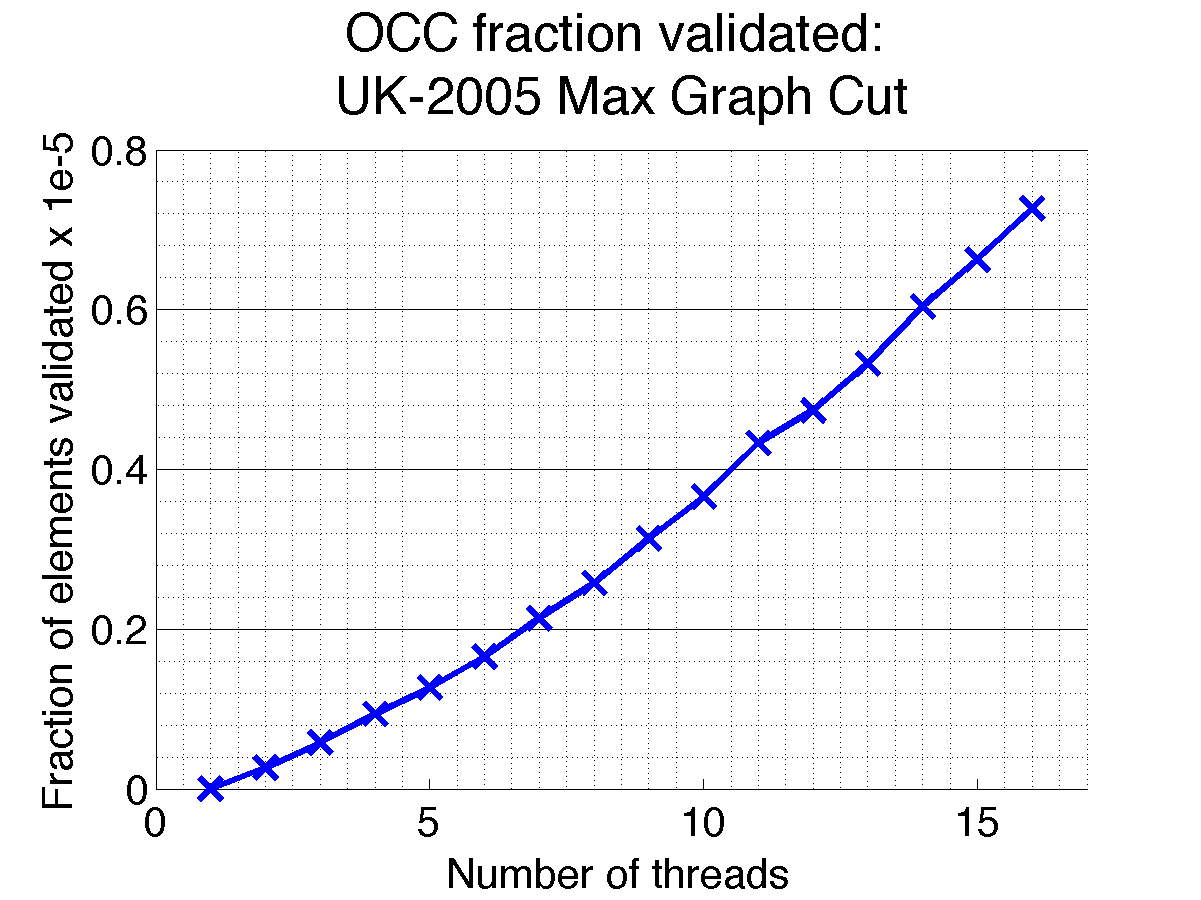 OCC fraction validated:
UK-2005 Max Graph Cut
Fraction of elements validated x 1e-5
0.8
0.6
0.4
0.2
0
0 5 10 15
Number of threads